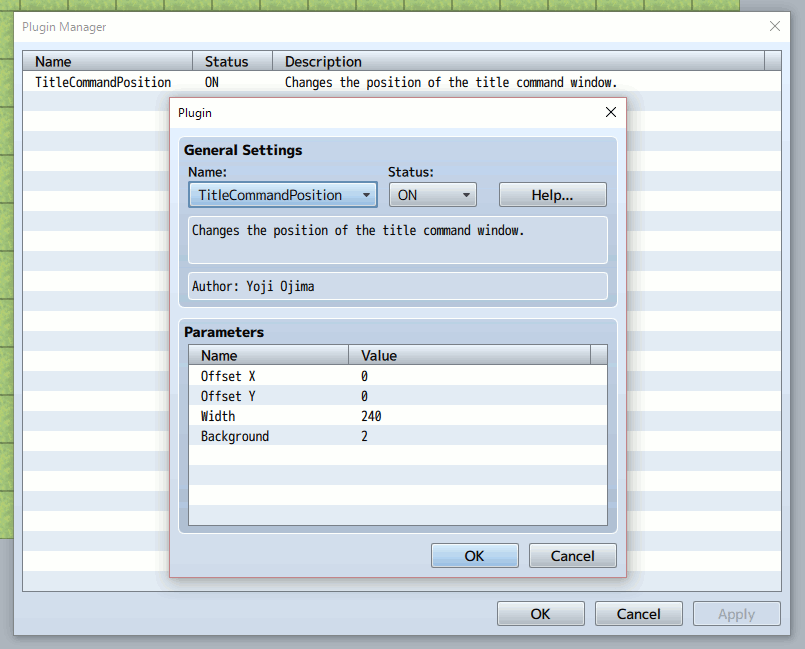 Plugin Manager
Name Status Description
TitleCommandPosition ON Changes the position of the title command window.
Plugin
General Settings
Name: Status:
TitleCommandPosition ON Help...
Changes the position of the title command window.
Author: Yoji Ojima
Parameters
Name Value
Offset X 0
Offset Y 0
Width 240
Background 2
OK Cancel
OK Cancel Apply